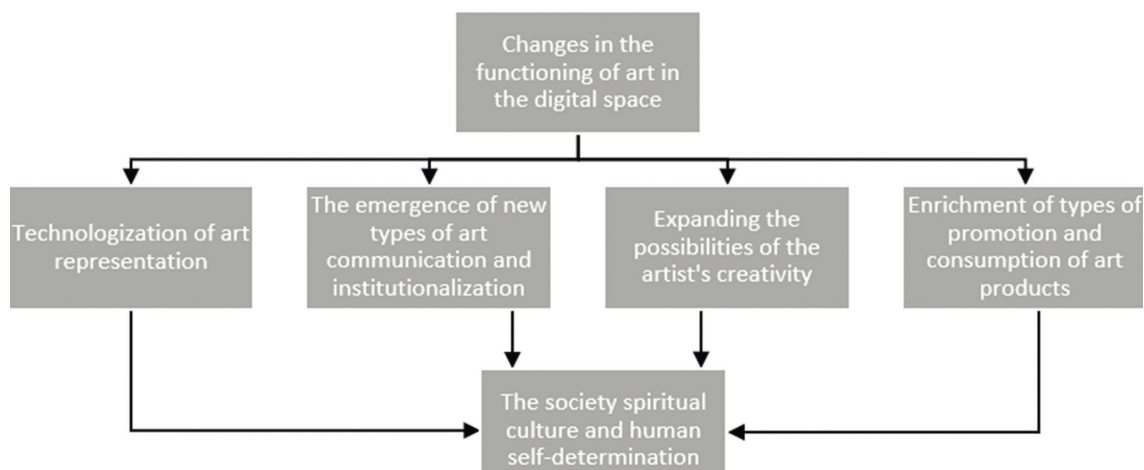 Changes in the
functioning of art in
the digital space
Technologization of art
representation
The emergence of new
types of art
communication and
institutionalization
Expanding the
possibilities of the
artist's creativity
Enrichment of types of
promotion and
consumption of art
products
The society spiritual
culture and human
self-determination